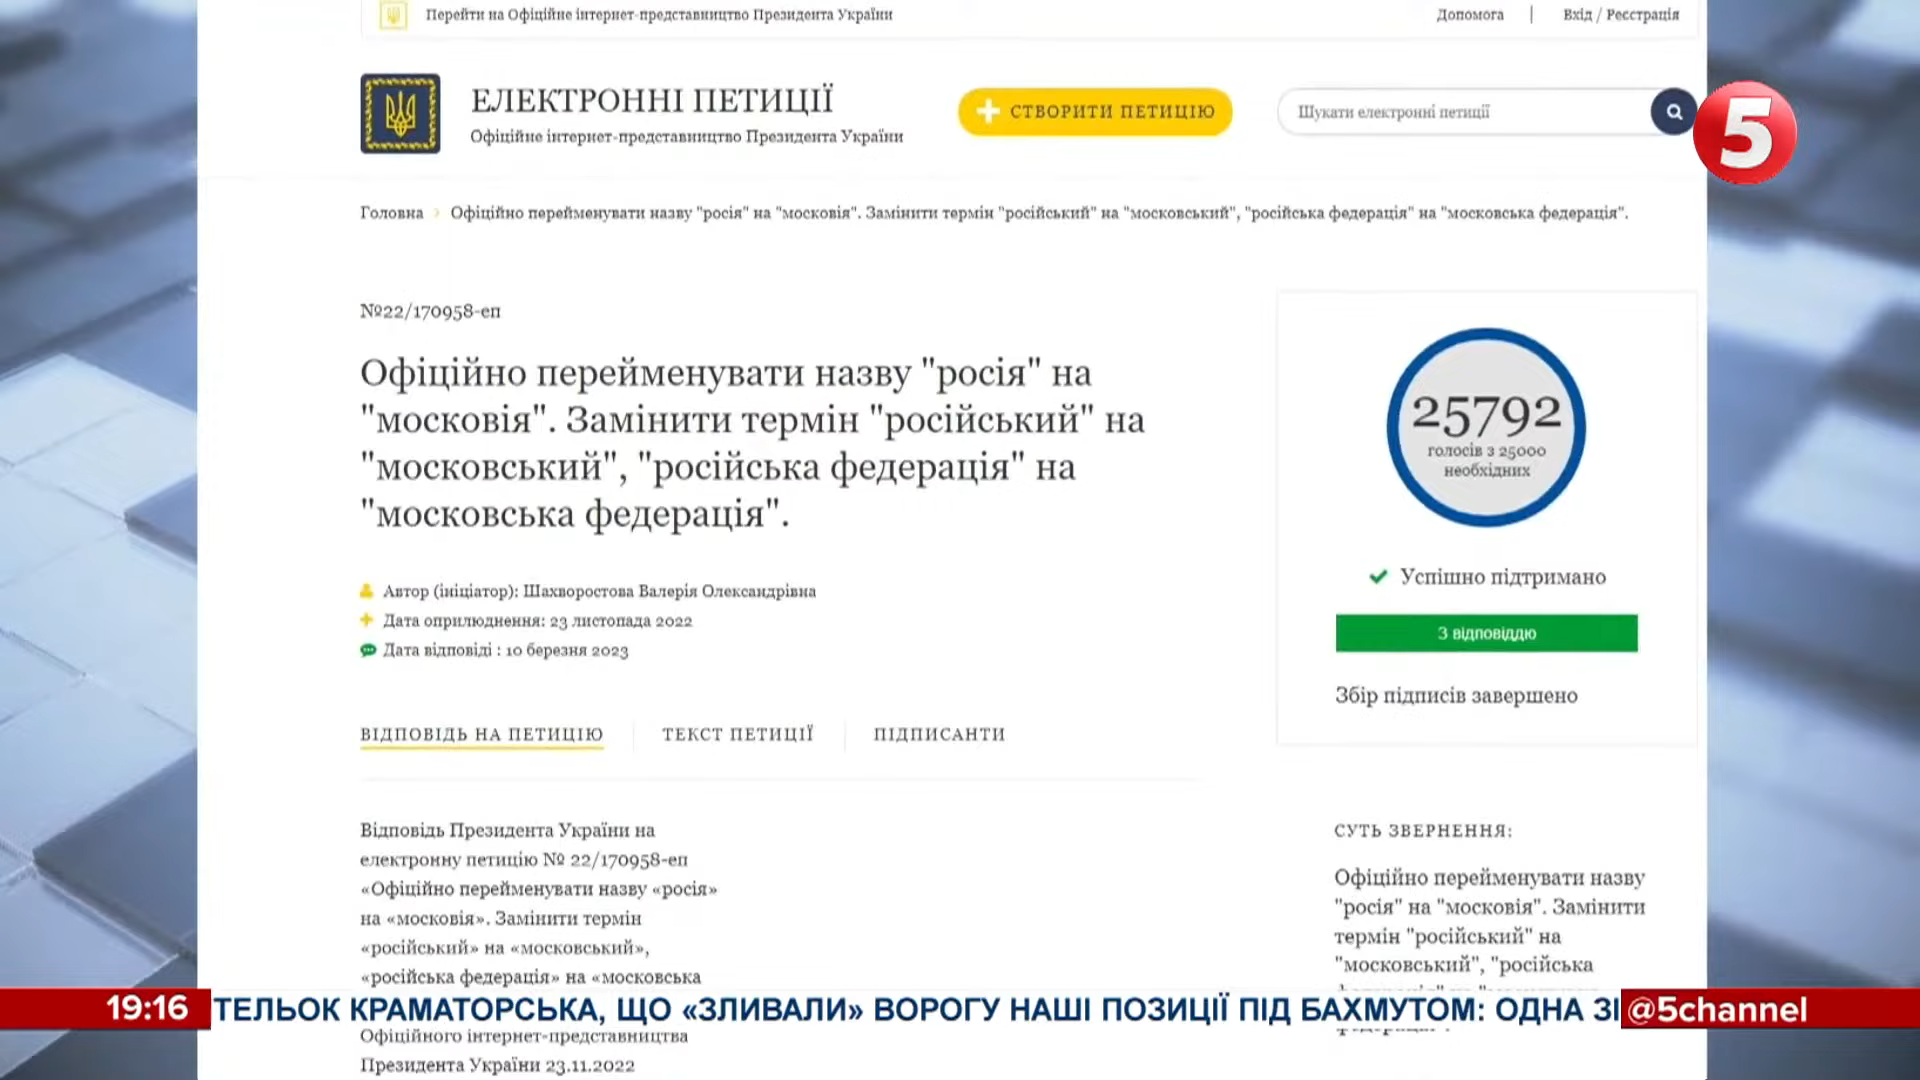 Перейти на Офіційне інтернет-представництво Президента України
Допомога | Вхід / Реєстрація
ЕЛЕКТРОННІ ПЕТИЦІЇ
Офіційне інтернет-представництво Президента України
СТВОРИТИ ПЕТИЦІЮ
Шукати електронні петиції
5
Головна > Офіційно перейменувати назву "росія" на "московія". Замінити термін "російський" на "московський", "російська федерація" на "московська федерація".
№22/170958-еп
Офіційно перейменувати назву "росія" на
"московія". Замінити термін "російський" на
"московський", "російська федерація" на
"московська федерація".
25792
голосів з 25000
необхідних
Успішно підтримано
З відповіддю
Збір підписів завершено
Автор (ініціатор): Шахворостова Валерія Олександрівна
Дата оприлюднення: 23 листопада 2022
Дата відповіді : 10 березня 2023
ВІДПОВІДЬ НА ПЕТИЦІЮ
ТЕКСТ ПЕТИЦІЇ
ПІДПИСАНТИ
Відповідь Президента України на
електронну петицію № 22/170958-еп
«Офіційно перейменувати назву «росія»
на «московія». Замінити термін
«російський» на «московський»,
«російська федерація» на «московська
СУТЬ ЗВЕРНЕННЯ:
Офіційно перейменувати назву
"росія" на "московія". Замінити
термін "російський" на
"московський", "російська
19:16
ТЕЛЬОК КРАМАТОРСЬКА, ЩО «ЗЛИВАЛИ» ВОРОГУ НАШІ ПОЗИЦІЇ ПІД БАХМУТОМ: ОДНА ЗІ
@5channel
Офіційного інтернет-представництва
Президента України 23.11.2022